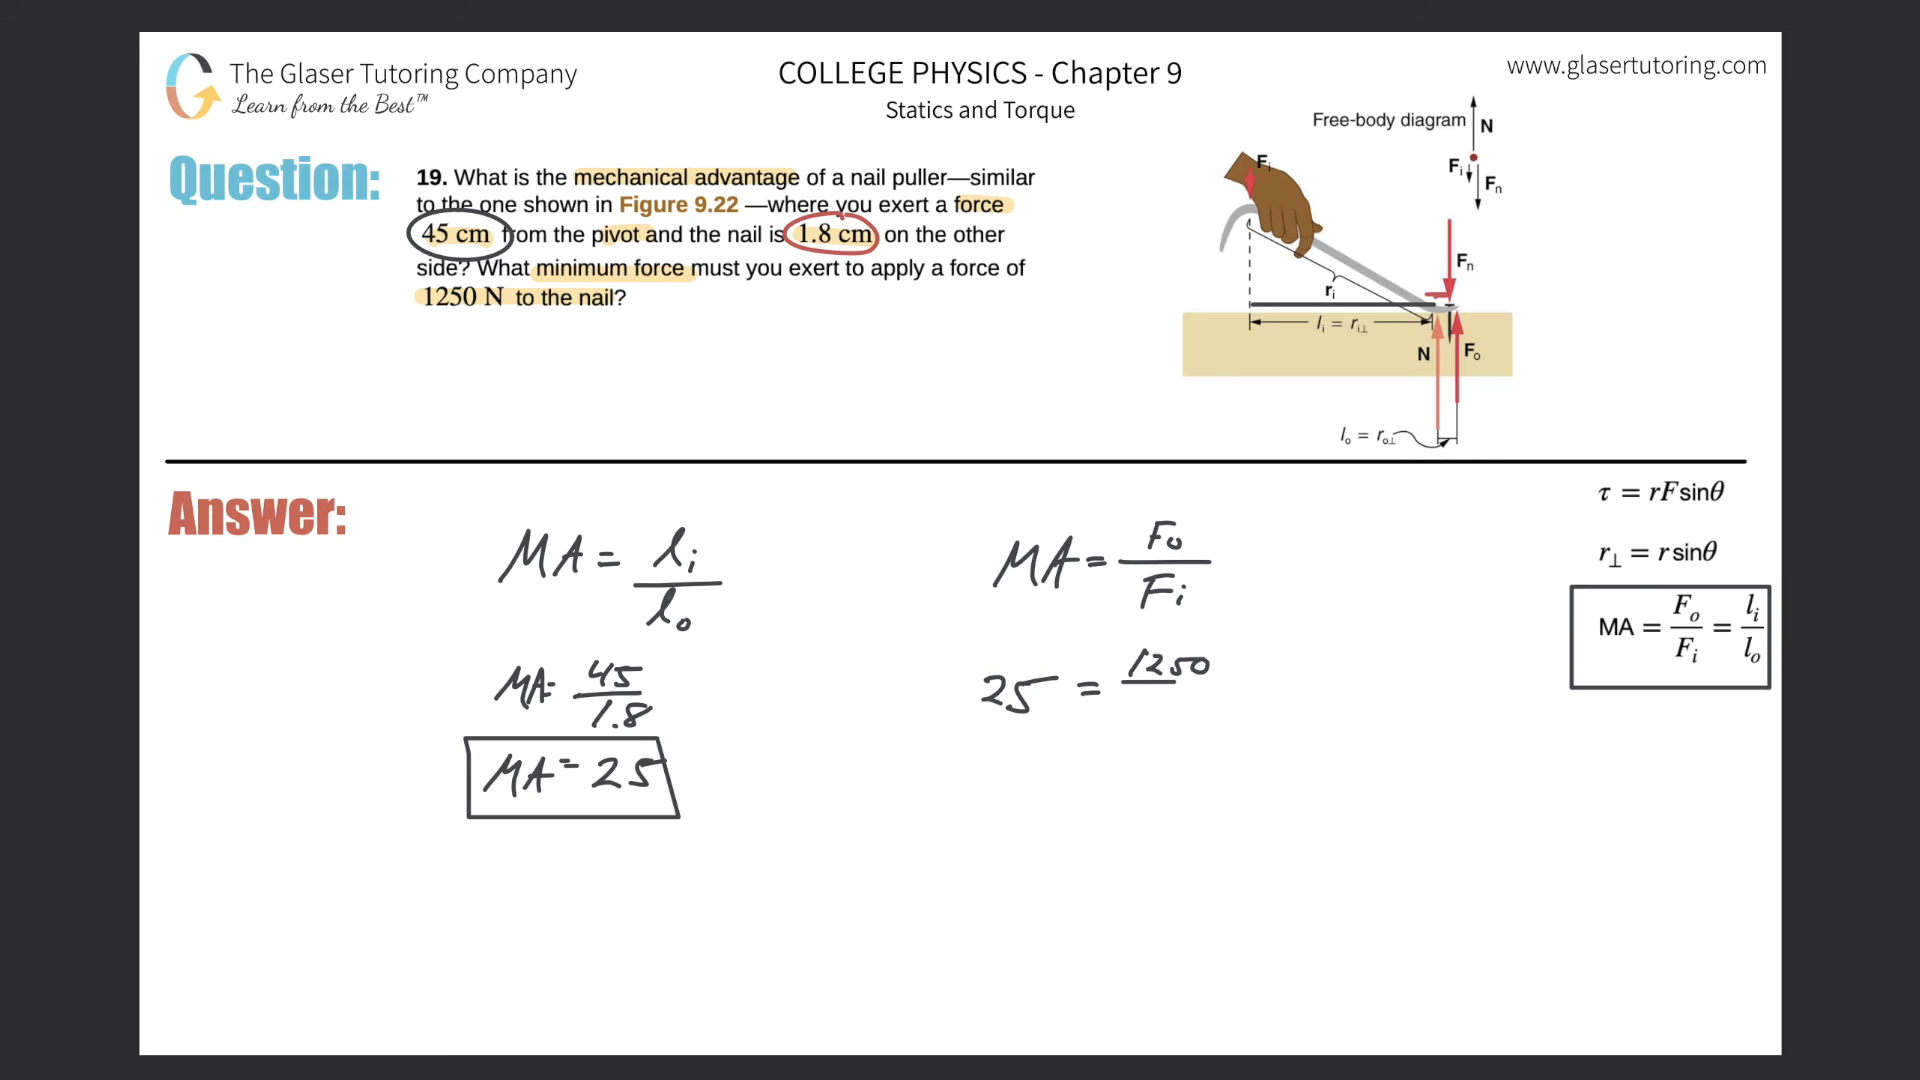 The Glaser Tutoring Company
Learn from the Best™
COLLEGE PHYSICS - Chapter 9
Statics and Torque
www.glasertutoring.com
Question:
19. What is the mechanical advantage of a nail puller—similar
to the one shown in Figure 9.22 —where you exert a force
45 cm from the pivot and the nail is 1.8 cm on the other
side? What minimum force must you exert to apply a force of
1250 N to the nail?
Free-body diagram
N
Fi
Fn
Fi
Fn
ri
li = ri⊥
N
Fo
lo = ro⊥
Answer:
MA = li / lo
MA = 45 / 1.8
MA = 25
MA = Fo / Fi
25 = 1250
τ = rFsinθ
r⊥ = r sinθ
MA = Fo / Fi = li / lo